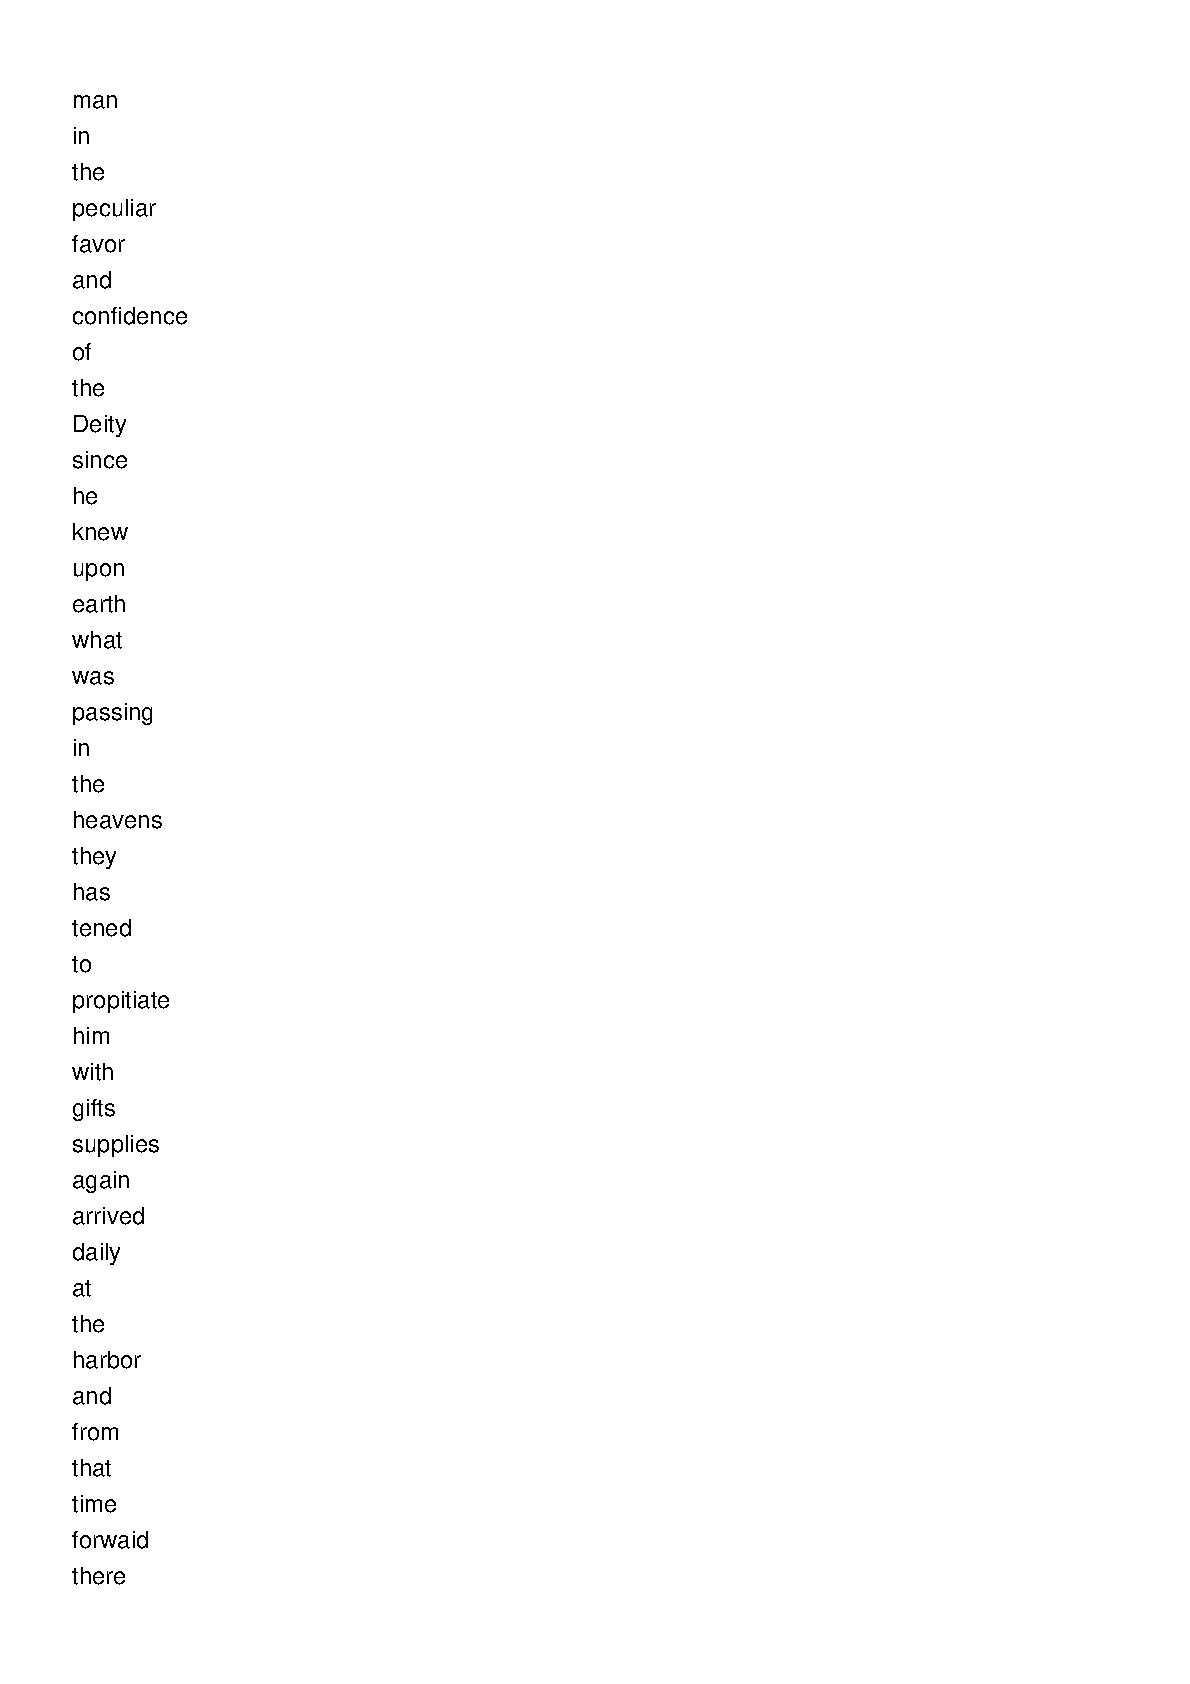 man
in
the
peculiar
favor
and
confidence
of
the
Deity
since
he
knew
upon
earth
what
was
passing
in
the
heavens
they
has
tened
to
propitiate
him
with
gifts
supplies
again
arrived
daily
at
the
harbor
and
from
that
time
forwaid
there